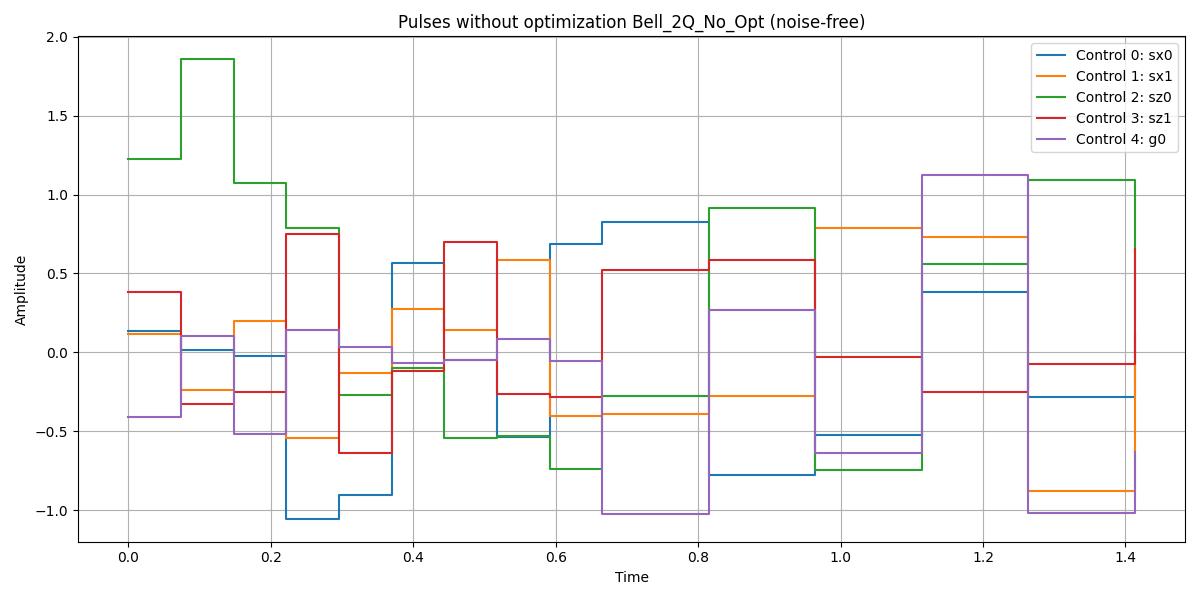 Pulses without optimization Bell_2Q_No_Opt (noise-free)
2.0
1.5
1.0
0.5
0.0
−0.5
−1.0
Amplitude
Control 0: sx0
Control 1: sx1
Control 2: sz0
Control 3: sz1
Control 4: g0
0.0 0.2 0.4 0.6 0.8 1.0 1.2 1.4
Time